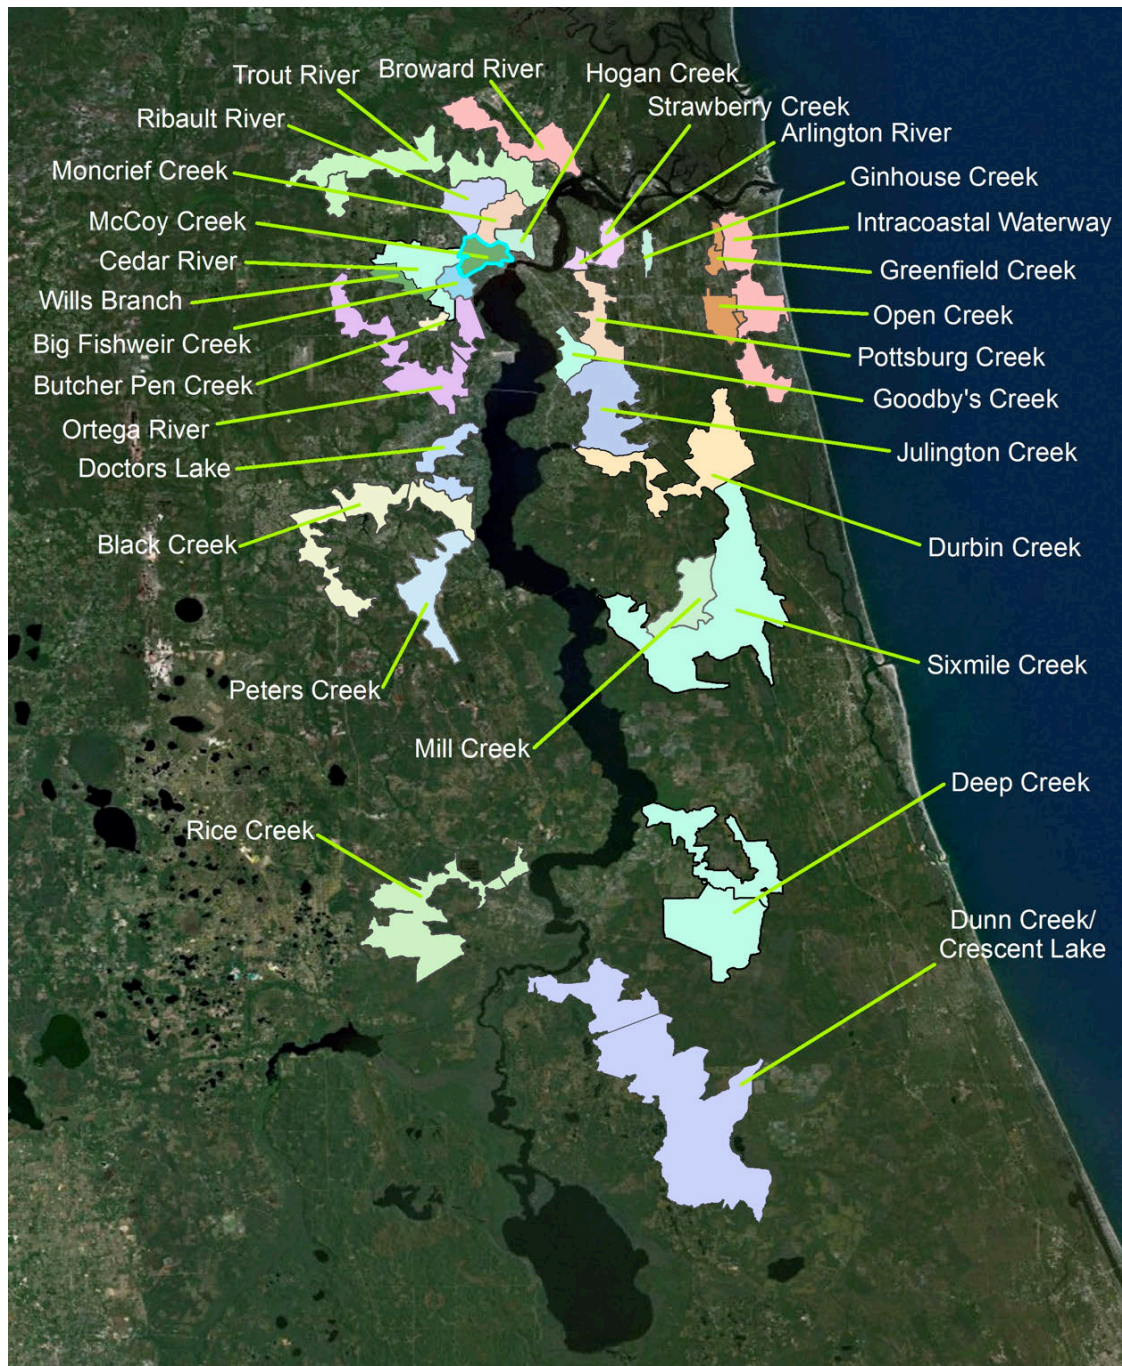 Trout River
Broward River
Hogan Creek
Strawberry Creek
Ribault River
Arlington River
Moncrief Creek
Ginhouse Creek
McCoy Creek
Intracoastal Waterway
Cedar River
Greenfield Creek
Wills Branch
Open Creek
Big Fishweir Creek
Pottsburg Creek
Butcher Pen Creek
Goodby's Creek
Ortega River
Julington Creek
Doctors Lake
Black Creek
Durbin Creek
Sixmile Creek
Peters Creek
Mill Creek
Deep Creek
Rice Creek
Dunn Creek/
Crescent Lake